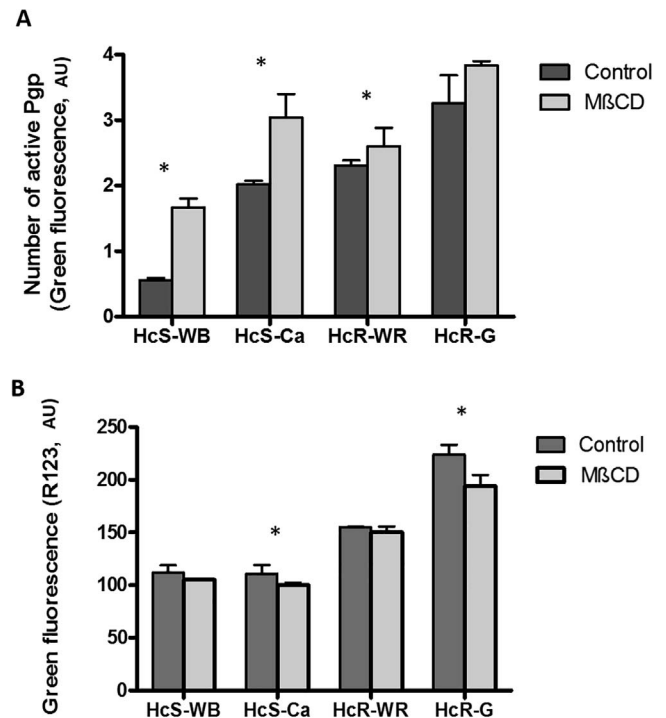 A
Number of active Pgp
(Green fluorescence, AU)
4
3
2
1
0
*
*
*
HcS-WB HcS-Ca HcR-WR HcR-G
Control
MßCD
B
Green fluorescence (R123, AU)
250
200
150
100
50
0
*
*
HcS-WB HcS-Ca HcR-WR HcR-G
Control
MßCD